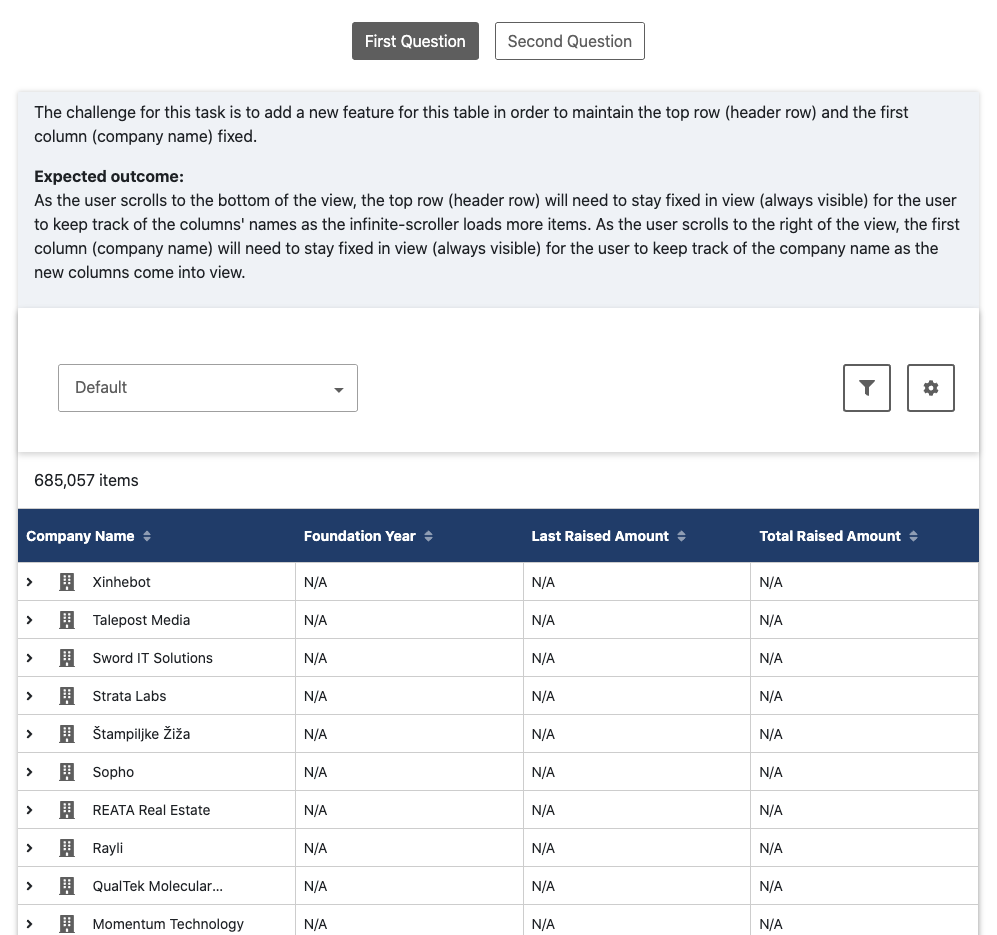 First Question Second Question
The challenge for this task is to add a new feature for this table in order to maintain the top row (header row) and the first
column (company name) fixed.
Expected outcome:
As the user scrolls to the bottom of the view, the top row (header row) will need to stay fixed in view (always visible) for the user
to keep track of the columns' names as the infinite-scroller loads more items. As the user scrolls to the right of the view, the first
column (company name) will need to stay fixed in view (always visible) for the user to keep track of the company name as the
new columns come into view.
Default
685,057 items
Company Name Foundation Year Last Raised Amount Total Raised Amount
Xinhebot N/A N/A N/A
Talepost Media N/A N/A N/A
Sword IT Solutions N/A N/A N/A
Strata Labs N/A N/A N/A
Štampiljke Žiža N/A N/A N/A
Sopho N/A N/A N/A
REATA Real Estate N/A N/A N/A
Rayli N/A N/A N/A
QualTek Molecular... N/A N/A N/A
Momentum Technology N/A N/A N/A